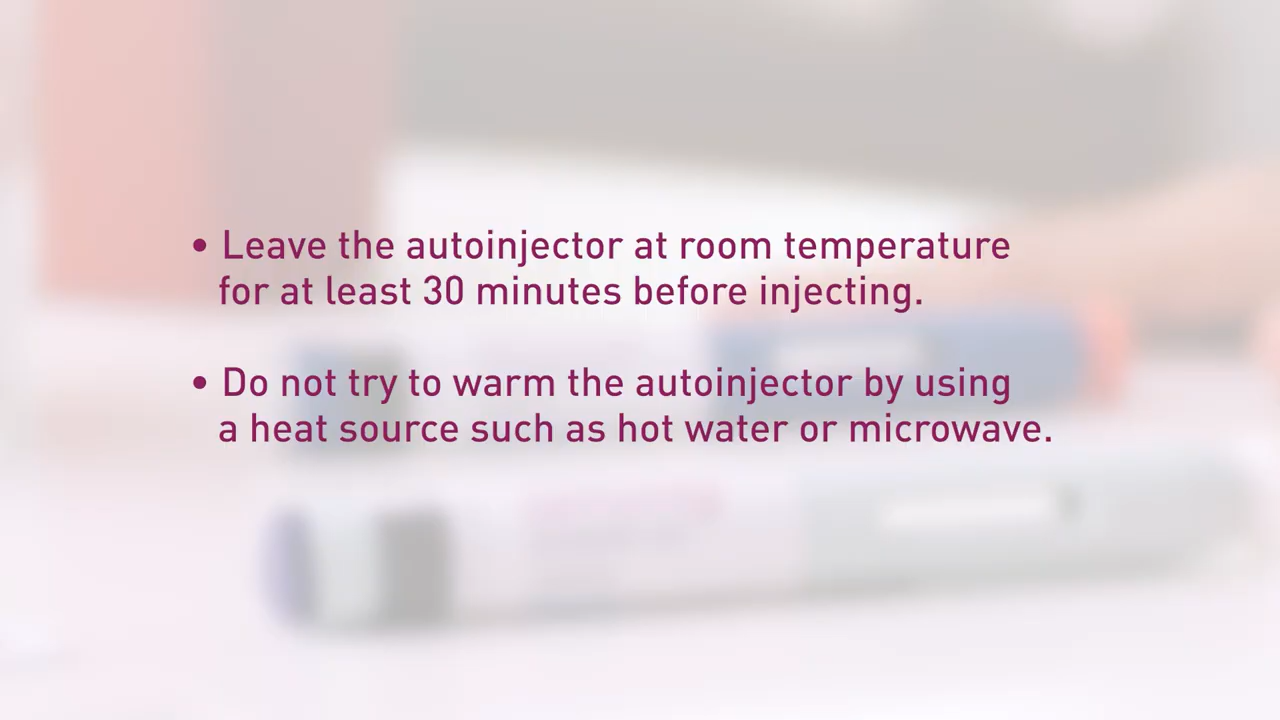 • Leave the autoinjector at room temperature
for at least 30 minutes before injecting.
• Do not try to warm the autoinjector by using
a heat source such as hot water or microwave.